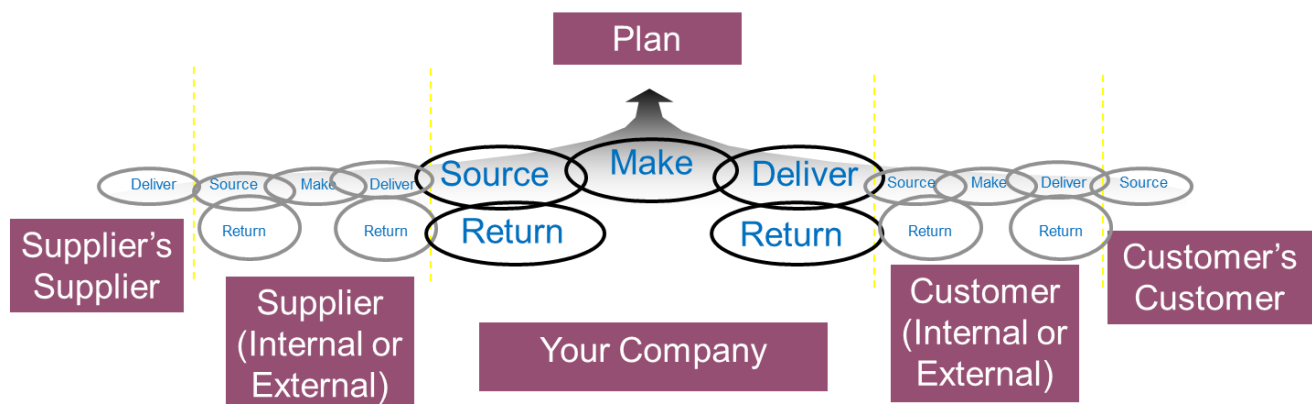 Plan
Deliver
Source
Make
Deliver
Source
Make
Deliver
Source
Make
Deliver
Source
Return
Return
Return
Return
Return
Return
Supplier's
Supplier
Supplier
(Internal or
External)
Your Company
Customer
(Internal or
External)
Customer's
Customer